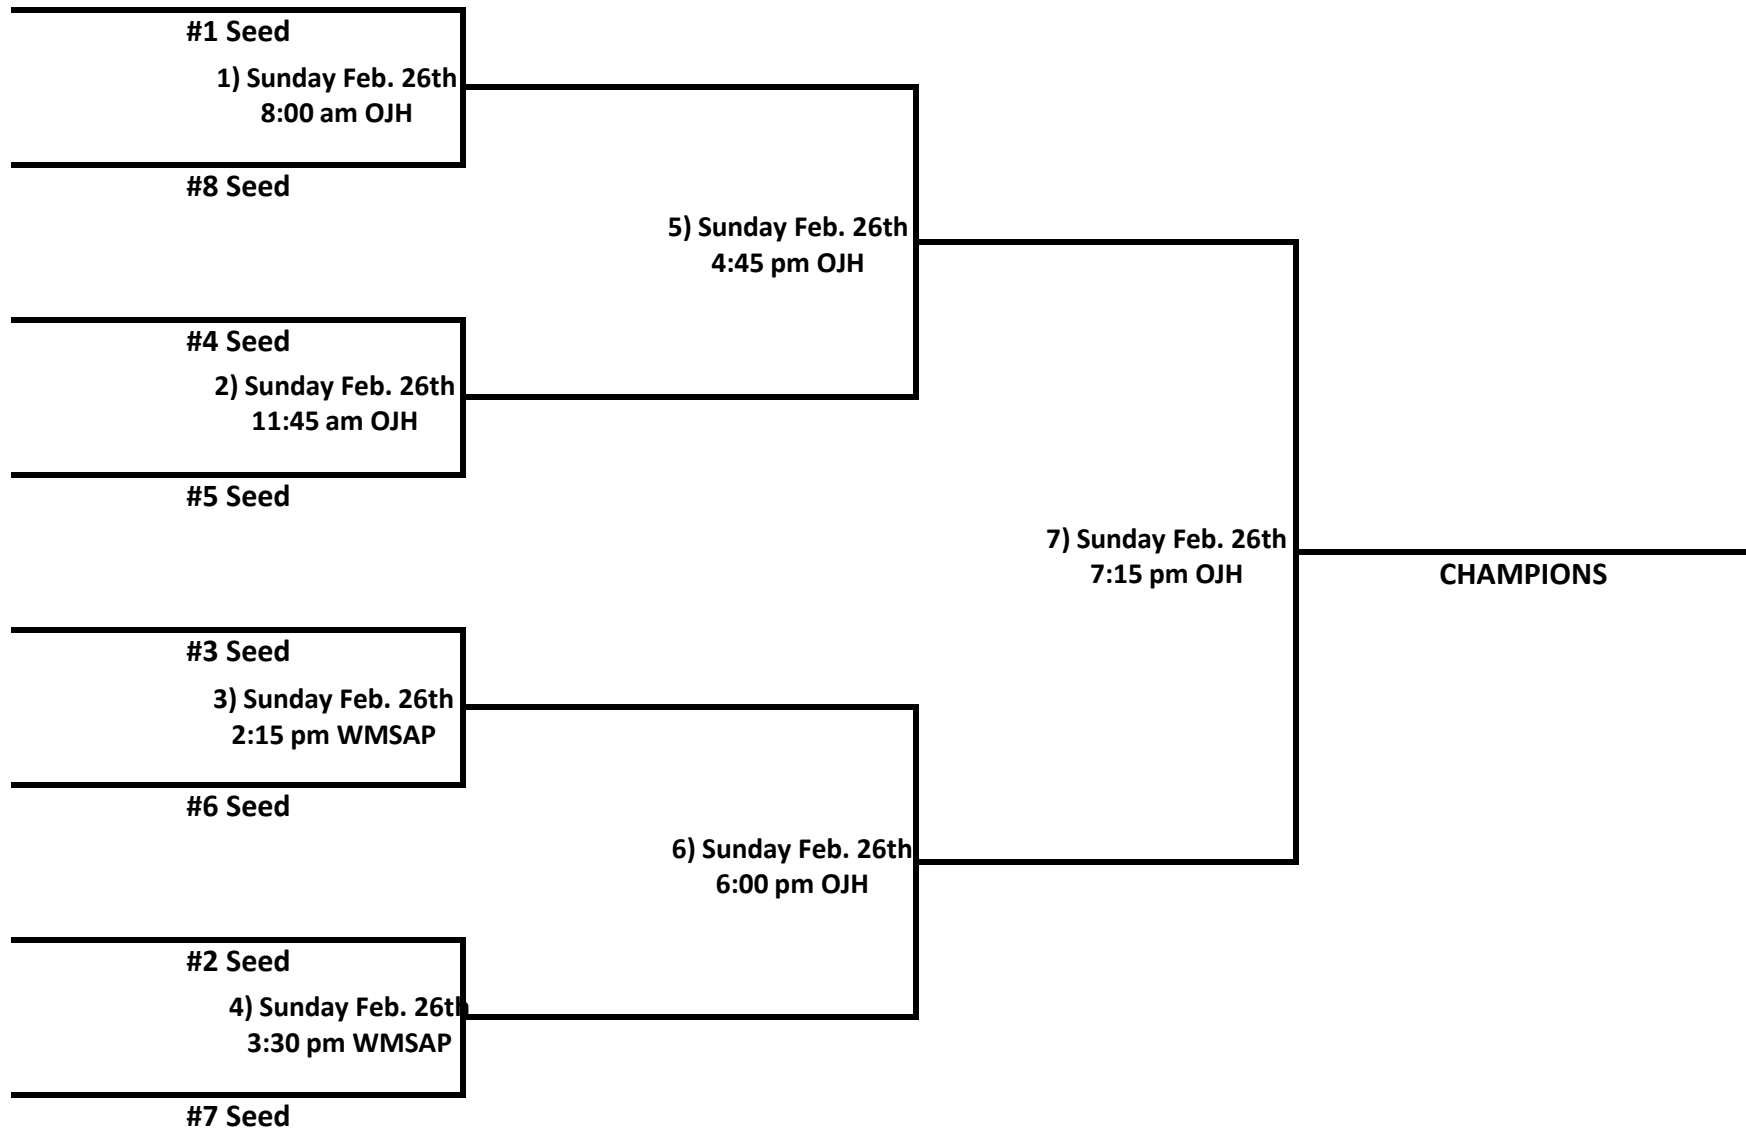 #1 Seed
1) Sunday Feb. 26th
8:00 am OJH
#8 Seed
5) Sunday Feb. 26th
4:45 pm OJH
#4 Seed
2) Sunday Feb. 26th
11:45 am OJH
#5 Seed
7) Sunday Feb. 26th
7:15 pm OJH
CHAMPIONS
#3 Seed
3) Sunday Feb. 26th
2:15 pm WMSAP
#6 Seed
6) Sunday Feb. 26th
6:00 pm OJH
#2 Seed
4) Sunday Feb. 26th
3:30 pm WMSAP
#7 Seed